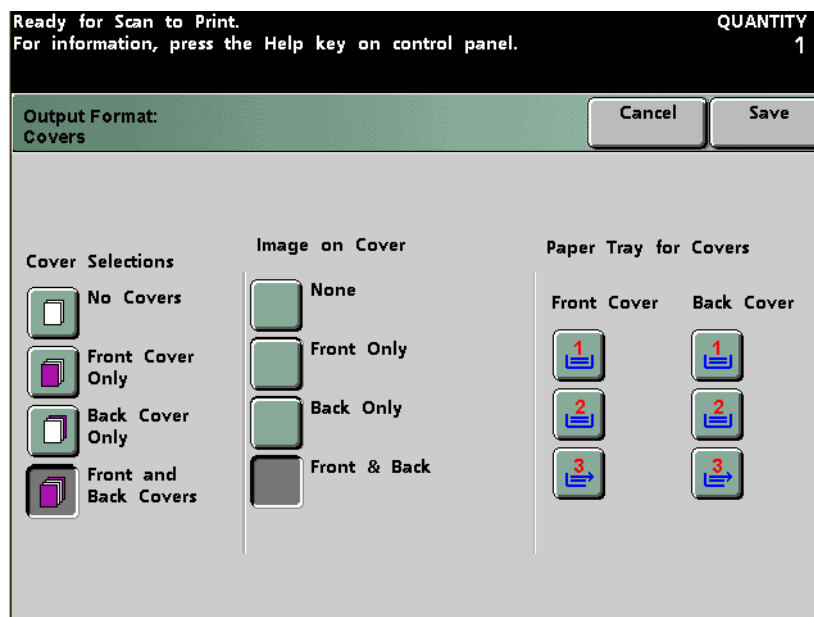 Ready for Scan to Print.
For information, press the Help key on control panel.
QUANTITY
1
Output Format:
Covers
Cancel
Save
Cover Selections
No Covers
Front Cover
Only
Back Cover
Only
Front and
Back Covers
Image on Cover
None
Front Only
Back Only
Front & Back
Paper Tray for Covers
Front Cover
Back Cover
1
1
2
2
3
3